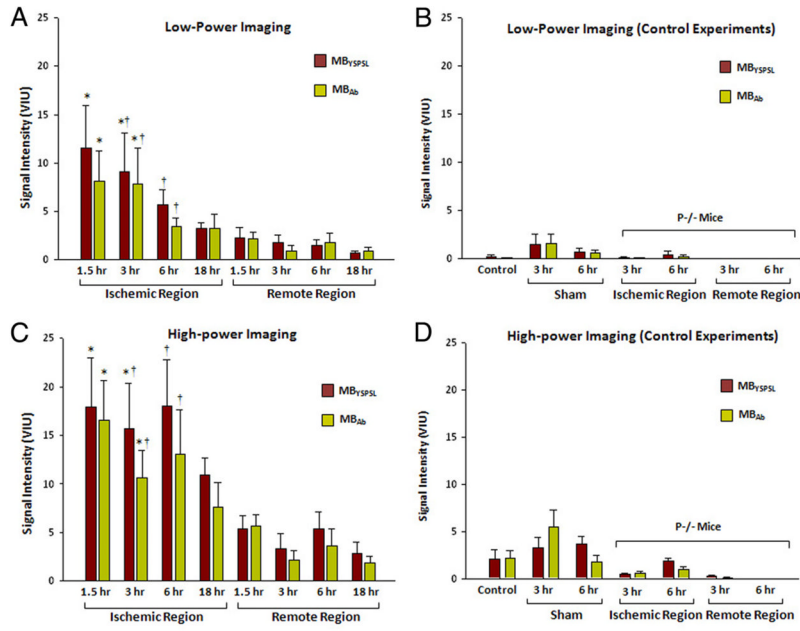 A
Low-Power Imaging
Signal Intensity (VIU)
25
20
15
10
5
0
MBYSPSL
MBAb
*
*
*†
*†
†
†
1.5 hr 3 hr 6 hr 18 hr 1.5 hr 3 hr 6 hr 18 hr
Ischemic Region Remote Region
B
Low-Power Imaging (Control Experiments)
Signal Intensity (VIU)
25
20
15
10
5
0
MBYSPSL
MBAb
P-/- Mice
Control 3 hr 6 hr 3 hr 6 hr 3 hr 6 hr
Sham Ischemic Region Remote Region
C
High-power Imaging
Signal Intensity (VIU)
25
20
15
10
5
0
MBYSPSL
MBAb
*
*
*†
*†
†
†
1.5 hr 3 hr 6 hr 18 hr 1.5 hr 3 hr 6 hr 18 hr
Ischemic Region Remote Region
D
High-power Imaging (Control Experiments)
Signal Intensity (VIU)
25
20
15
10
5
0
MBYSPSL
MBAb
P-/- Mice
Control 3 hr 6 hr 3 hr 6 hr 3 hr 6 hr
Sham Ischemic Region Remote Region